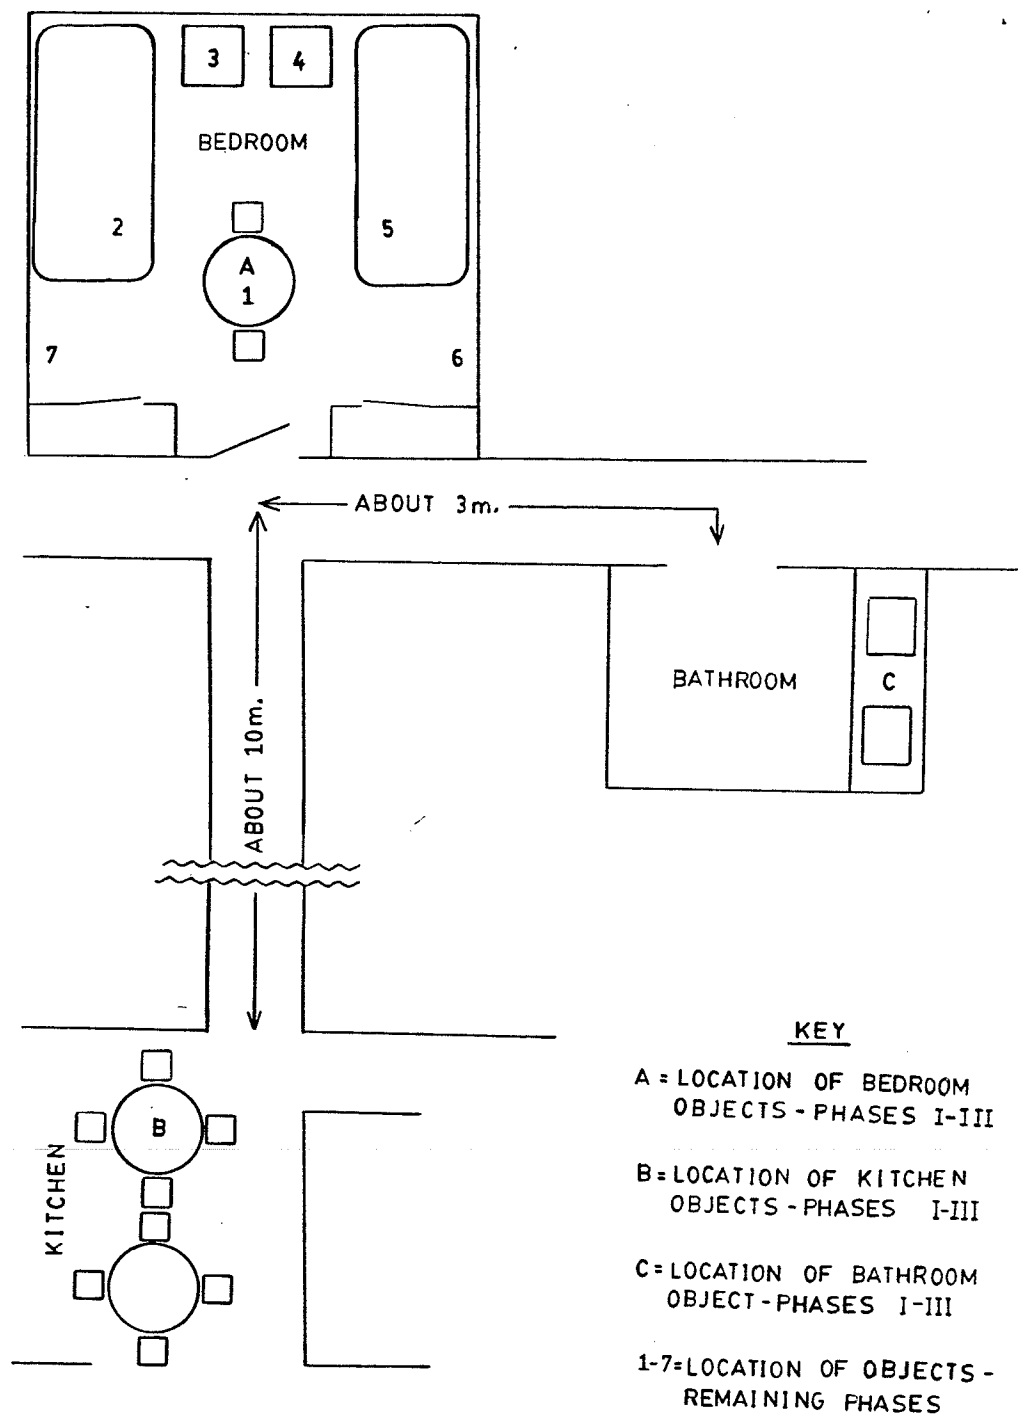 3
4
BEDROOM
2
5
A
1
7
6
ABOUT 3m.
ABOUT 10m.
BATHROOM
C
B
KITCHEN
KEY
A = LOCATION OF BEDROOM
OBJECTS - PHASES I-III
B = LOCATION OF KITCHEN
OBJECTS - PHASES I-III
C = LOCATION OF BATHROOM
OBJECT - PHASES I-III
1-7 = LOCATION OF OBJECTS -
REMAINING PHASES